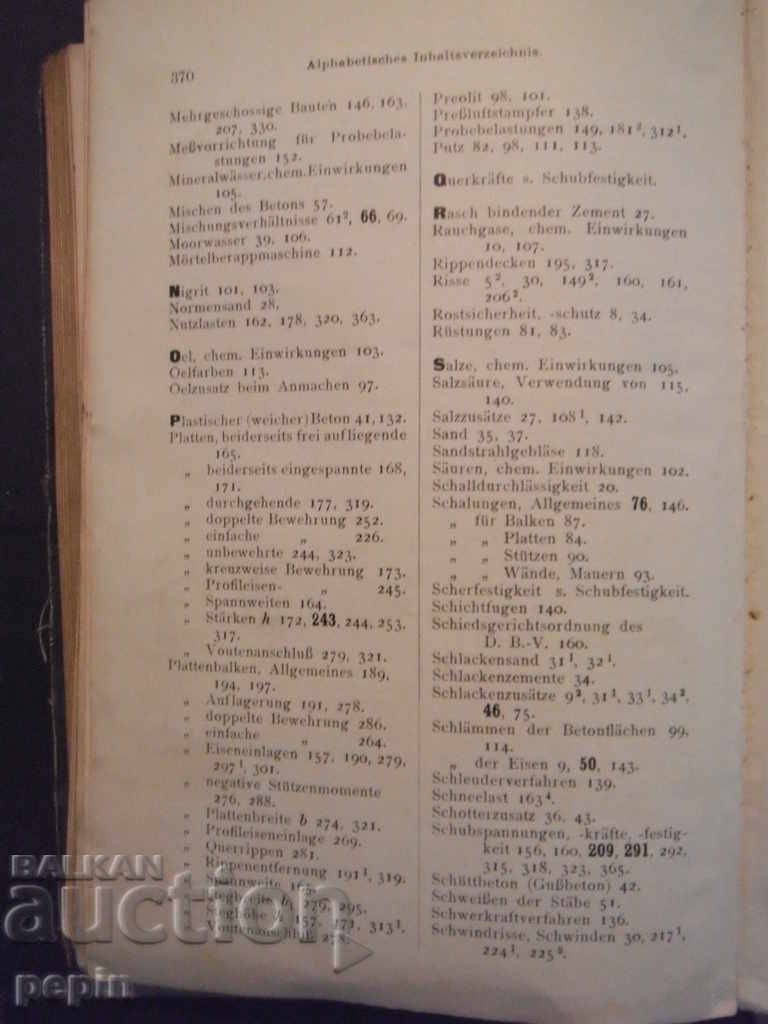 370
Alphabetisches Inhaltsverzeichnis.
Mehrgeschossige Bauten 146, 163,
207, 330.
Meßvorrichtung für Probebela-
stungen 152.
Mineralwässer, chem. Einwirkungen
105.
Mischen des Betons 57.
Mischungsverhältnisse 61², 66, 69.
Moorwasser 39, 106.
Mörtelberappmaschine 112.
Nigrit 101, 103.
Normensand 28.
Nutzlasten 162, 178, 320, 363.
Oel, chem. Einwirkungen 103.
Oelfarben 113.
Oelzusatz beim Anmachen 97.
Plastischer (weicher) Beton 41, 132.
Platten, beiderseits frei aufliegende
165.
„ beiderseits eingespannte 168,
171.
„ durchgehende 177, 319.
„ doppelte Bewehrung 252.
„ einfache „ 226.
„ unbewehrte 244, 323.
„ kreuzweise Bewehrung 173.
„ Profileisen- „ 245.
„ Spannweiten 164.
„ Stärken h 172, 243, 244, 253,
317.
„ Voutenanschluß 279, 321.
Plattenbalken, Allgemeines 189,
194, 197.
„ Auflagerung 191, 278.
„ doppelte Bewehrung 286.
„ einfache „ 264.
„ Eiseneinlagen 157, 190, 279,
297¹, 301.
„ negative Stützenmomente
276, 288.
„ Plattenbreite b 274, 321.
„ Profileiseneinlage 269.
„ Querrippen 281.
„ Rippenentfernung 191¹, 319.
„ Spannweite 165.
„ Stegbreite 279, 295.
„ Steghöhe 157, 171, 313¹.
„ Voutenanschluß 278.
Preolit 98, 101.
Preßluftstampfer 138.
Probebelastungen 149, 181², 312¹.
Putz 82, 98, 111, 113.
Querkräfte s. Schubfestigkeit.
Rasch bindender Zement 27.
Rauchgase, chem. Einwirkungen
10, 107.
Rippendecken 195, 317.
Risse 5², 30, 149², 160, 161,
206².
Rostsicherheit, -schutz 8, 34.
Rüstungen 81, 83.
Salze, chem. Einwirkungen 105.
Salzsäure, Verwendung von 115,
140.
Salzzusätze 27, 108¹, 142.
Sand 35, 37.
Sandstrahlgebläse 118.
Säuren, chem. Einwirkungen 102.
Schalldurchlässigkeit 20.
Schalungen, Allgemeines 76, 146.
„ für Balken 87.
„ „ Platten 84.
„ „ Stützen 90.
„ „ Wände, Mauern 93.
Scherfestigkeit s. Schubfestigkeit.
Schichtfugen 140.
Schiedsgerichtsordnung des
D. B.-V. 160.
Schlackensand 31¹, 32¹.
Schlackenzemente 34.
Schlackenzusätze 9², 31¹, 33¹, 34²,
46, 75.
Schlämmen der Betonflächen 99,
114.
„ der Eisen 9, 50, 143.
Schleuderverfahren 139.
Schneelast 163⁴.
Schotterzusatz 36, 43.
Schubspannungen, -kräfte, -festig-
keit 156, 160, 209, 291, 292,
315, 318, 323, 365.
Schüttbeton (Gußbeton) 42.
Schweißen der Stäbe 51.
Schwerkraftverfahren 136.
Schwindrisse, Schwinden 30, 217¹,
224¹, 225².
BALKAN
auction
pepin